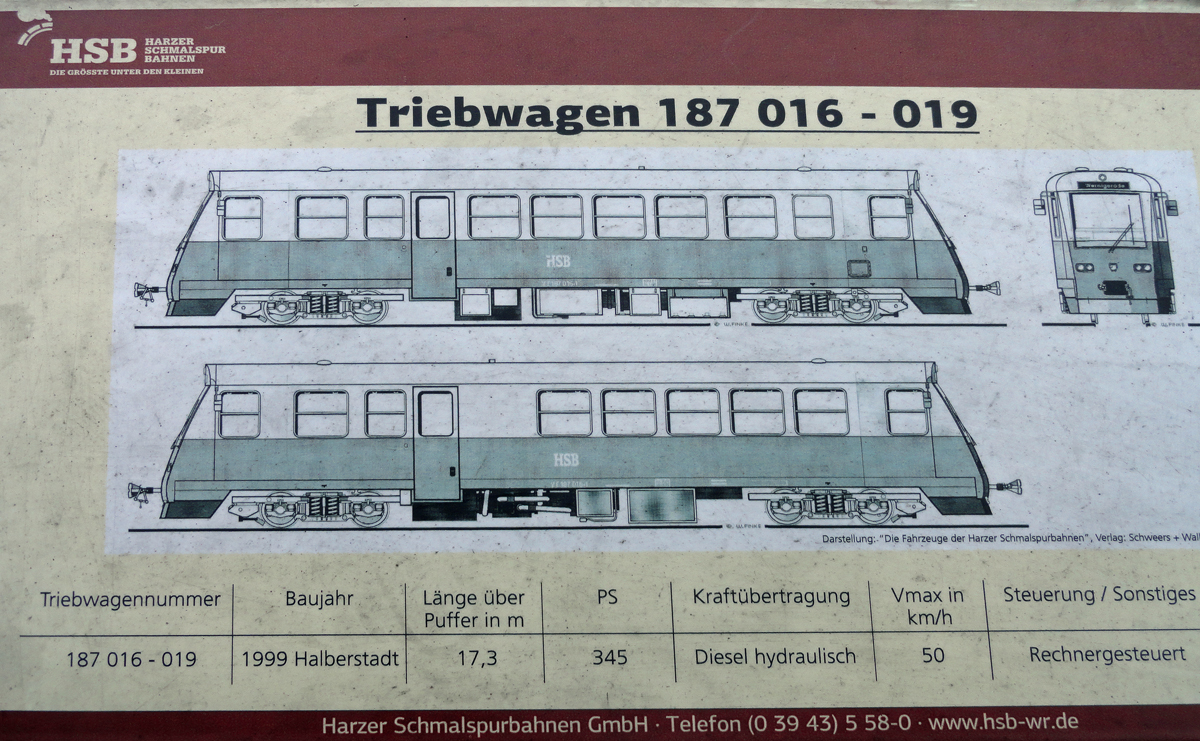 HSB HARZER
SCHMALSPUR
BAHNEN
DIE GRÖSSTE UNTER DEN KLEINEN
Triebwagen 187 016 - 019
Wernigerode
HSB
© ULFRIKE
HSB
Darstellung: "Die Fahrzeuge der Harzer Schmalspurbahnen", Verlag: Schweers + Wall
Triebwagennummer
Baujahr
Länge über
Puffer in m
PS
Kraftübertragung
Vmax in
km/h
Steuerung / Sonstiges
187 016 - 019
1999 Halberstadt
17,3
345
Diesel hydraulisch
50
Rechnergesteuert
Harzer Schmalspurbahnen GmbH · Telefon (0 39 43) 5 58-0 · www.hsb-wr.de